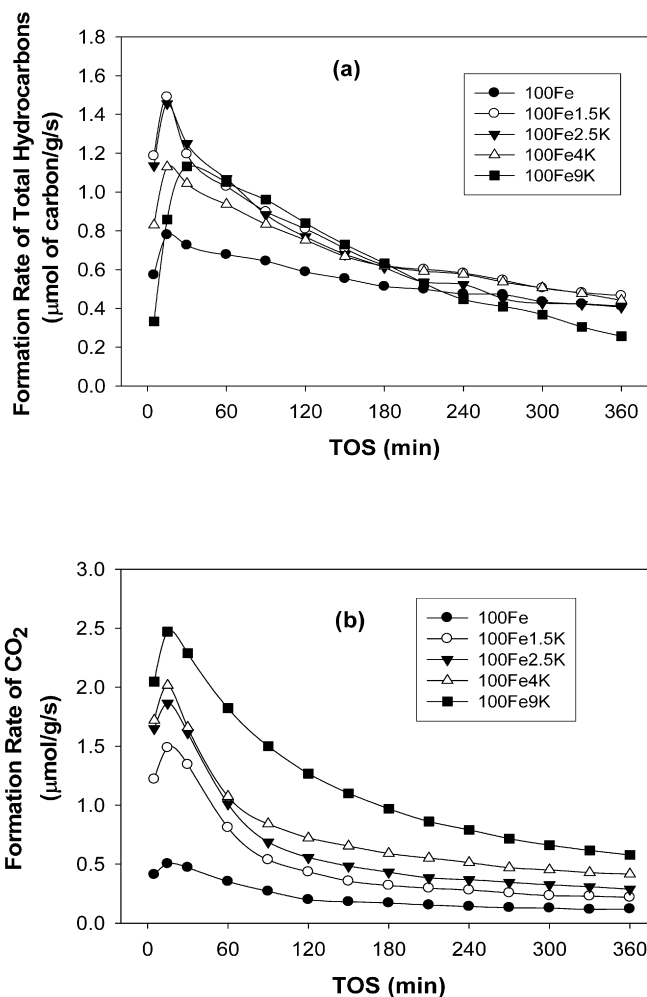 (a)
Formation Rate of Total Hydrocarbons
(μmol of carbon/g/s)
1.8
1.6
1.4
1.2
1.0
0.8
0.6
0.4
0.2
0.0
100Fe
100Fe1.5K
100Fe2.5K
100Fe4K
100Fe9K
0 60 120 180 240 300 360
TOS (min)
(b)
Formation Rate of CO2
(μmol/g/s)
3.0
2.5
2.0
1.5
1.0
0.5
0.0
100Fe
100Fe1.5K
100Fe2.5K
100Fe4K
100Fe9K
0 60 120 180 240 300 360
TOS (min)